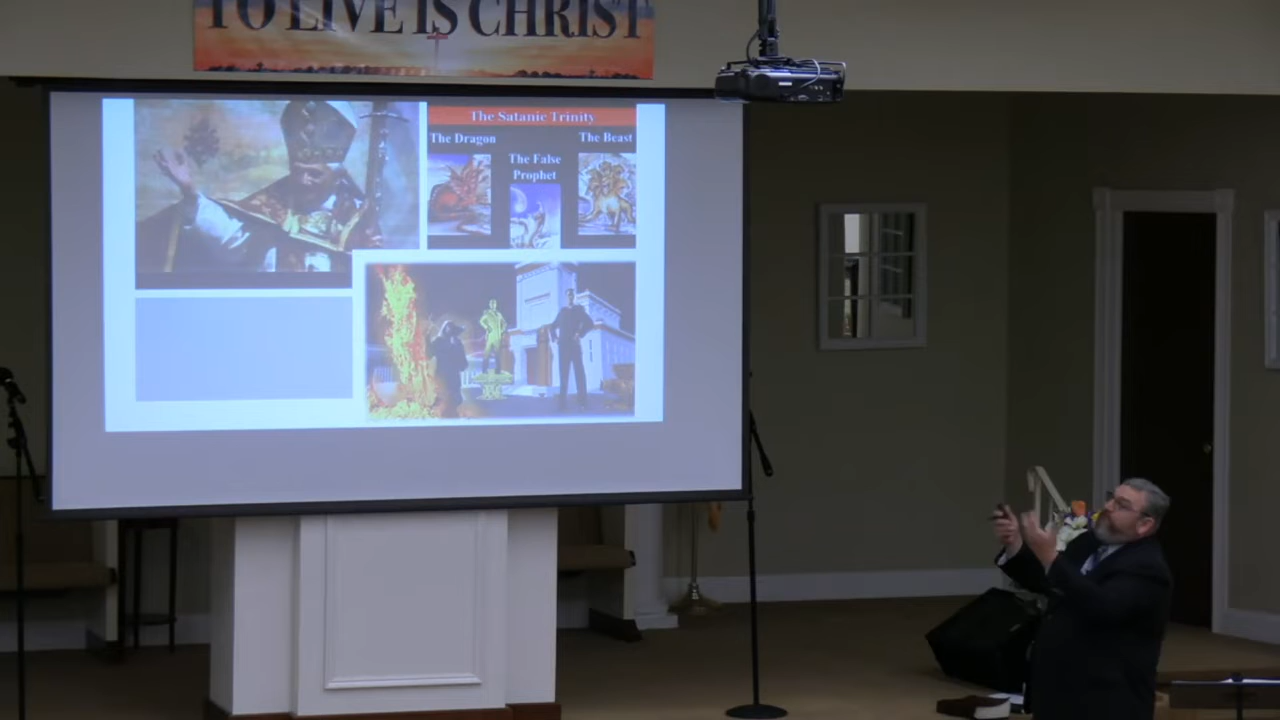 TO LIVE IS CHRIST
The Satanic Trinity
The Dragon
The Beast
The False
Prophet